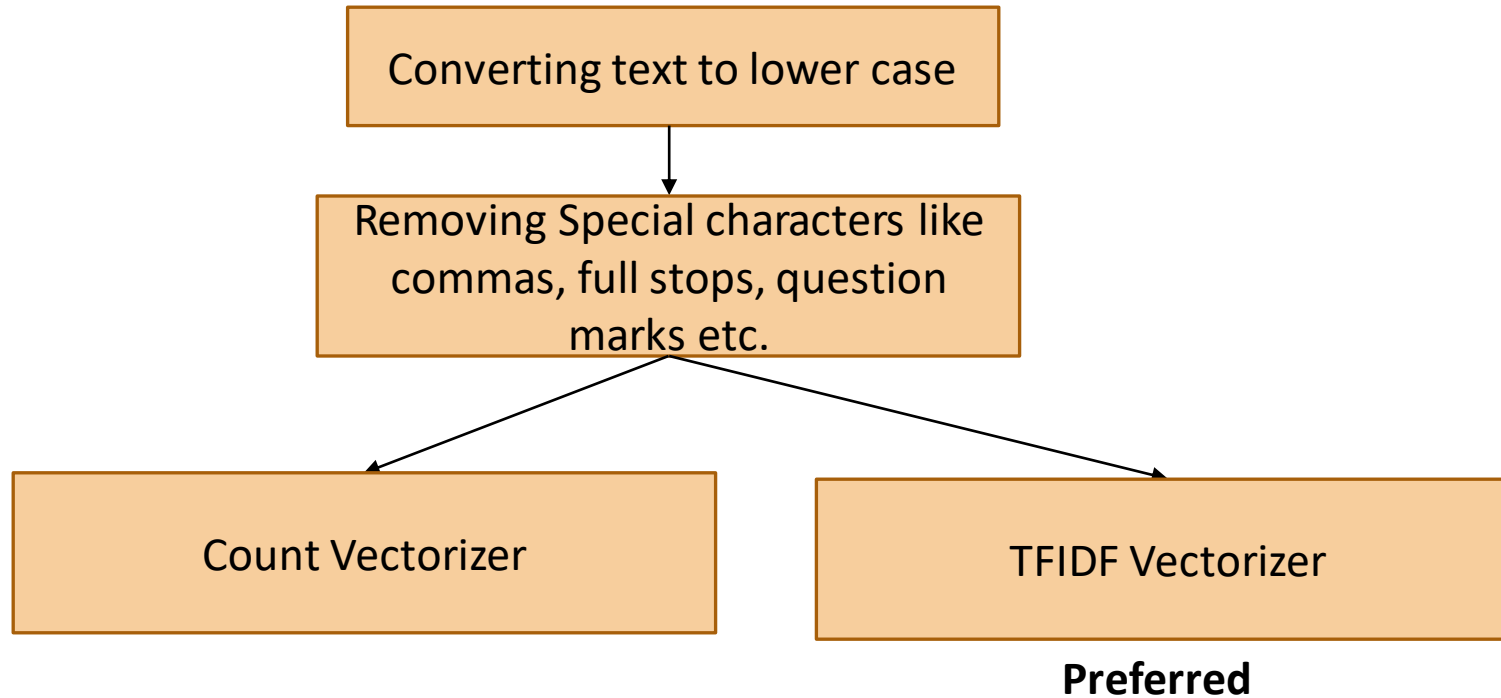 Converting text to lower case
Removing Special characters like
commas, full stops, question
marks etc.
Count Vectorizer
TFIDF Vectorizer
Preferred